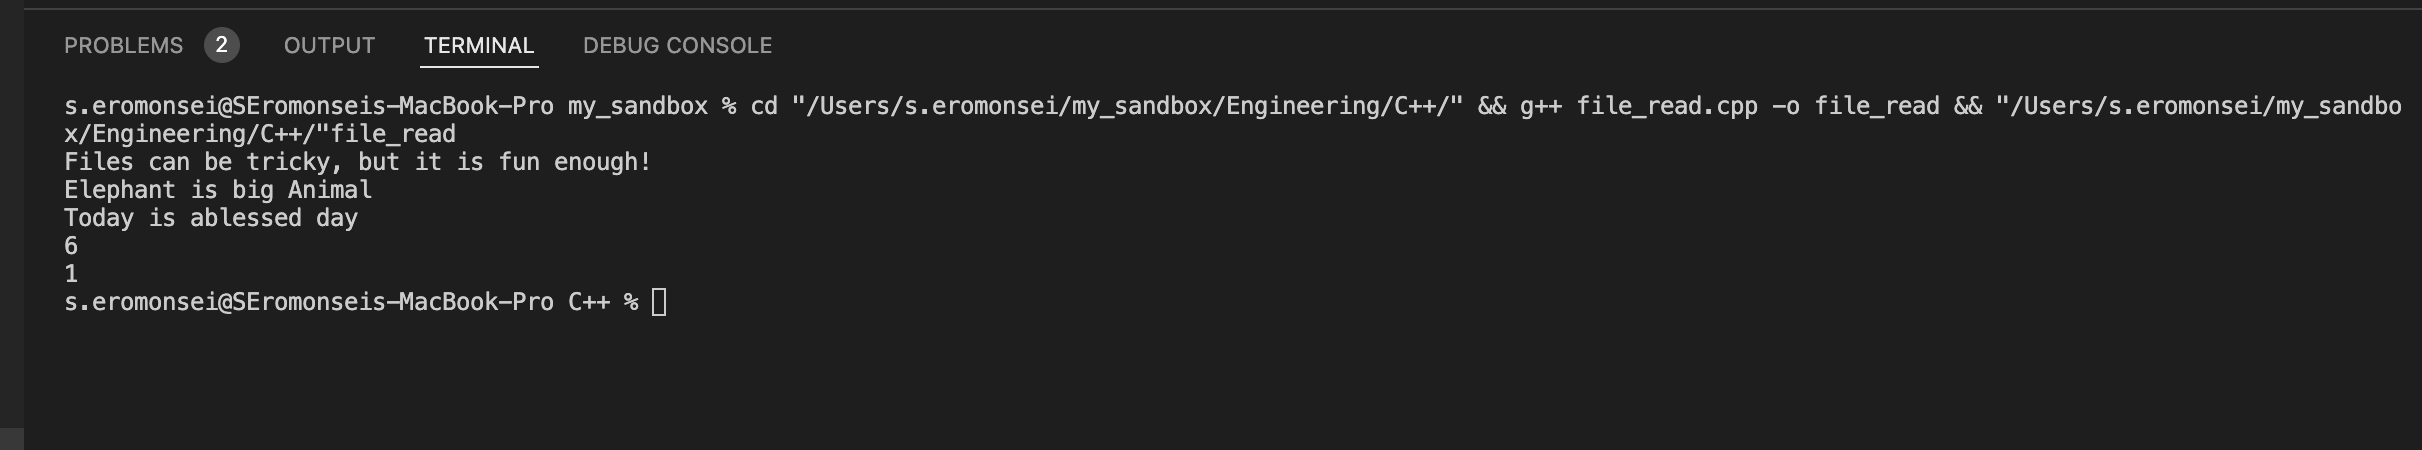 PROBLEMS 2 OUTPUT TERMINAL DEBUG CONSOLE
s.eromonsei@SEromonseis-MacBook-Pro my_sandbox % cd "/Users/s.eromonsei/my_sandbox/Engineering/C++/" && g++ file_read.cpp -o file_read && "/Users/s.eromonsei/my_sandbo
x/Engineering/C++/"file_read
Files can be tricky, but it is fun enough!
Elephant is big Animal
Today is ablessed day
6
1
s.eromonsei@SEromonseis-MacBook-Pro C++ %